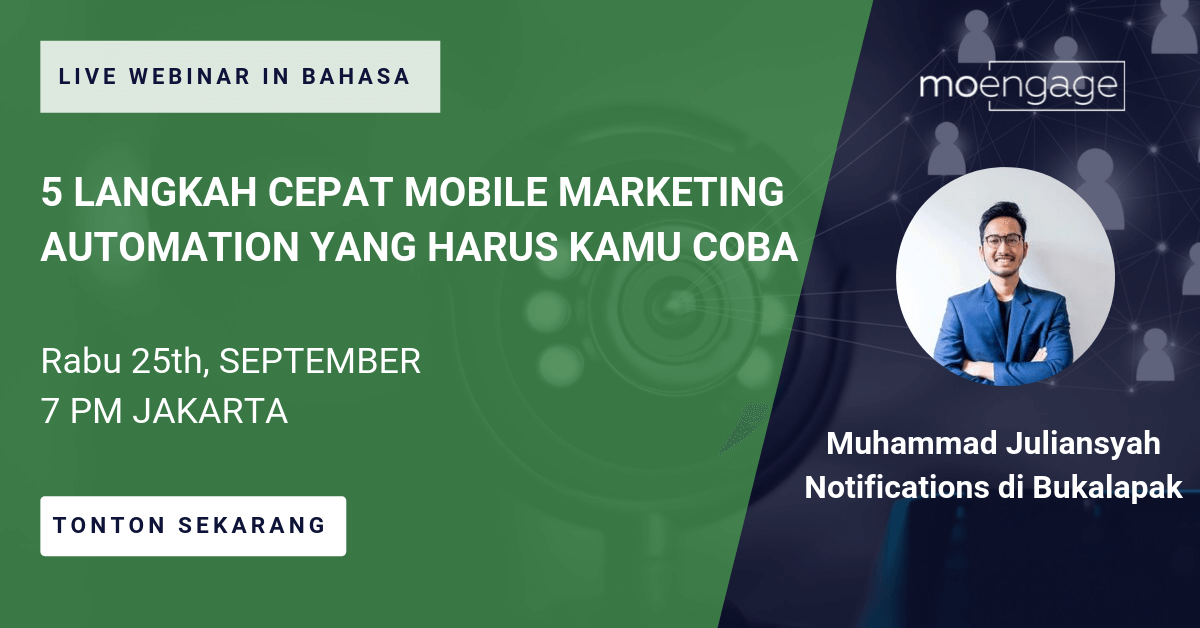 LIVE WEBINAR IN BAHASA
moengage
5 LANGKAH CEPAT MOBILE MARKETING
AUTOMATION YANG HARUS KAMU COBA
Rabu 25th, SEPTEMBER
7 PM JAKARTA
TONTON SEKARANG
Muhammad Juliansyah
Notifications di Bukalapak